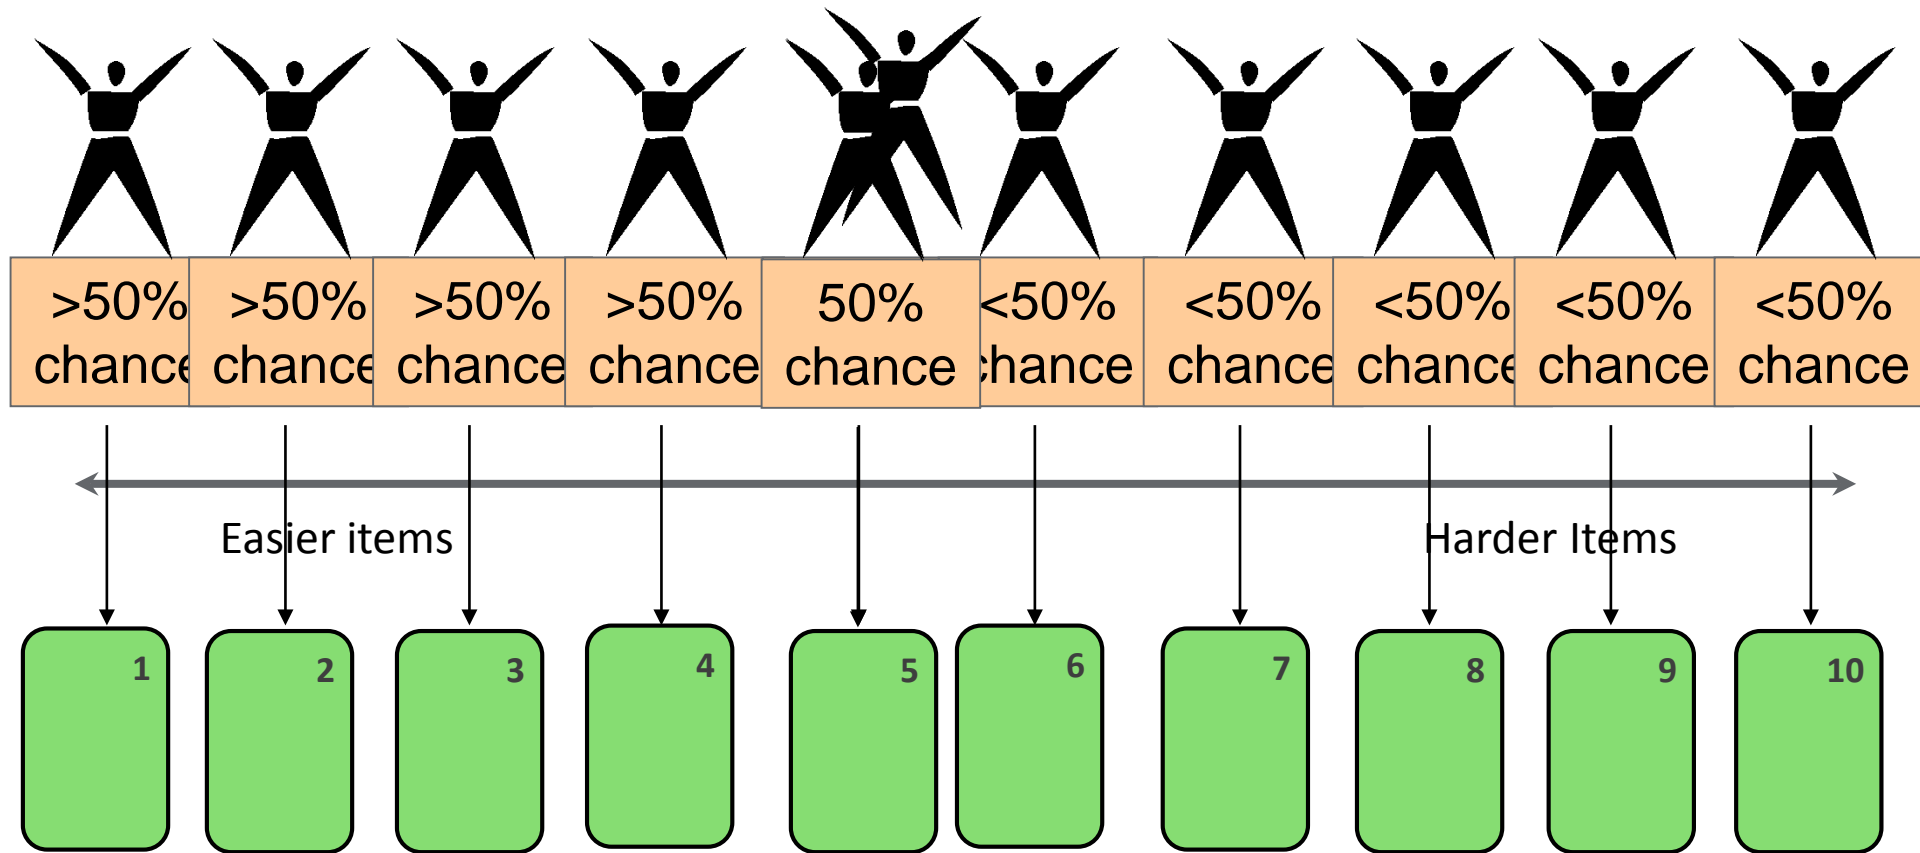 >50% >50% >50% >50% 50% <50% <50% <50% <50% <50%
chance chance chance chance chance chance chance chance chance chance
Easier items Harder Items
1 2 3 4 5 6 7 8 9 10